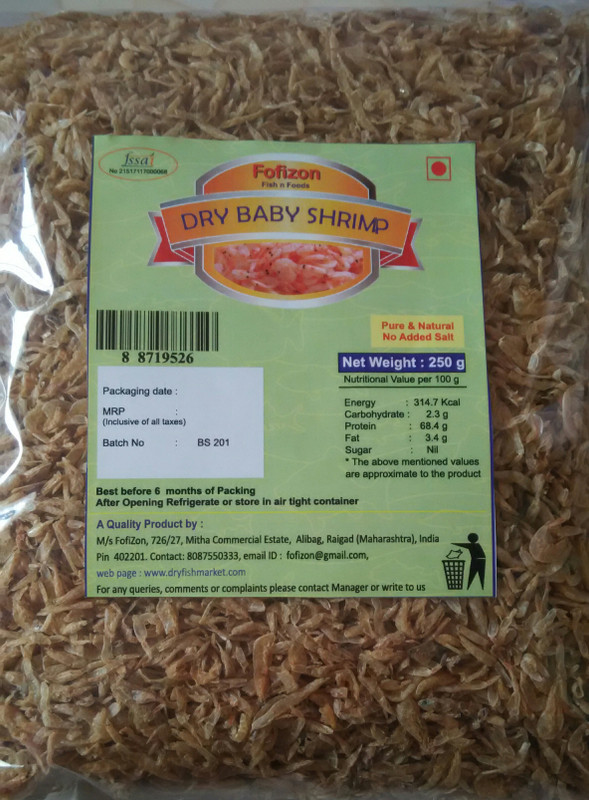 fssai
No 21517117000068
Fofizon
Fish n Foods
DRY BABY SHRIMP
Pure & Natural
No Added Salt
8 8719526
Net Weight : 250 g
Nutritional Value per 100 g
Packaging date :
MRP :
(Inclusive of all taxes)
Batch No : BS 201
Energy : 314.7 Kcal
Carbohydrate : 2.3 g
Protein : 68.4 g
Fat : 3.4 g
Sugar : Nil
* The above mentioned values
are approximate to the product
Best before 6 months of Packing
After Opening Refrigerate or store in air tight container
A Quality Product by :
M/s FofiZon, 726/27, Mitha Commercial Estate, Alibag, Raigad (Maharashtra), India
Pin 402201. Contact: 8087550333, email ID : fofizon@gmail.com,
web page : www.dryfishmarket.com
For any queries, comments or complaints please contact Manager or write to us